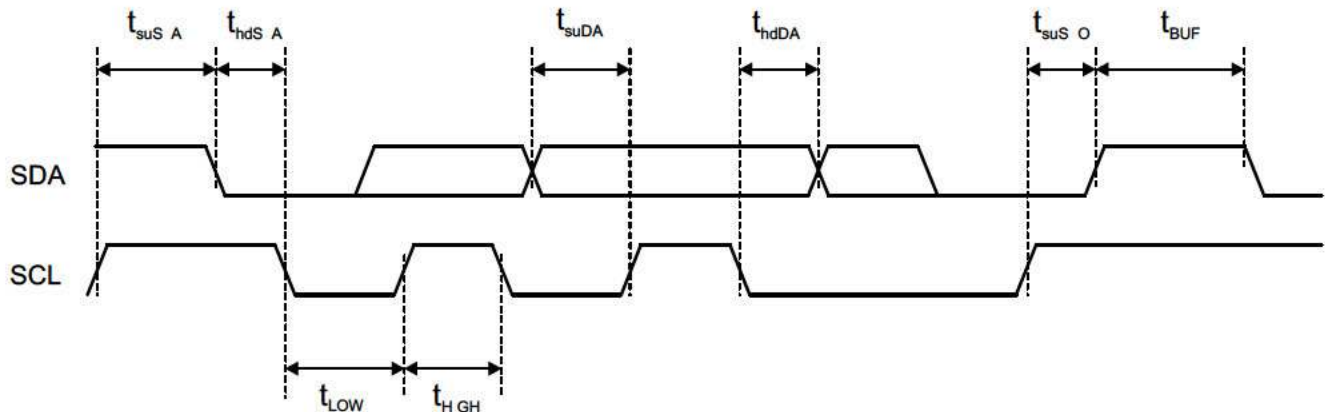 tsuS A thdS A tsuDA thdDA tsuS O tBUF
SDA
SCL
tLOW tH GH